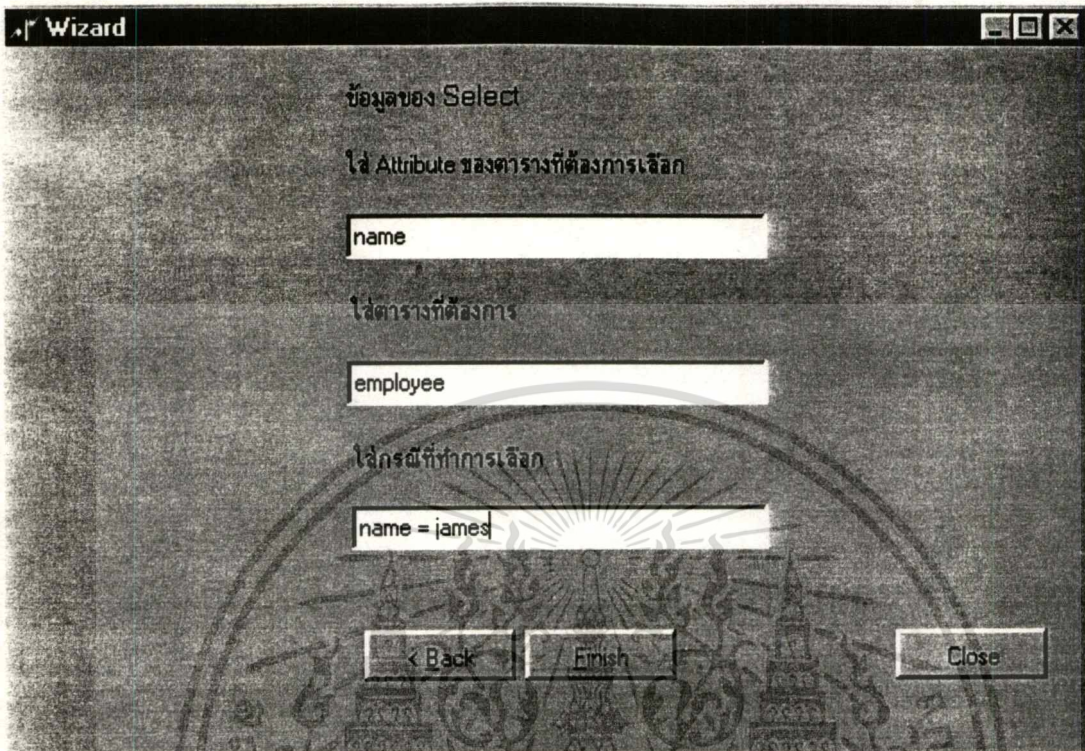 Wizard
ข้อมูลของ Select
ใส่ Attribute ของตารางที่ต้องการเลือก
name
ใส่ตารางที่ต้องการ
employee
ใส่กรณีที่ทำการเลือก
name = james
< Back Finish Close